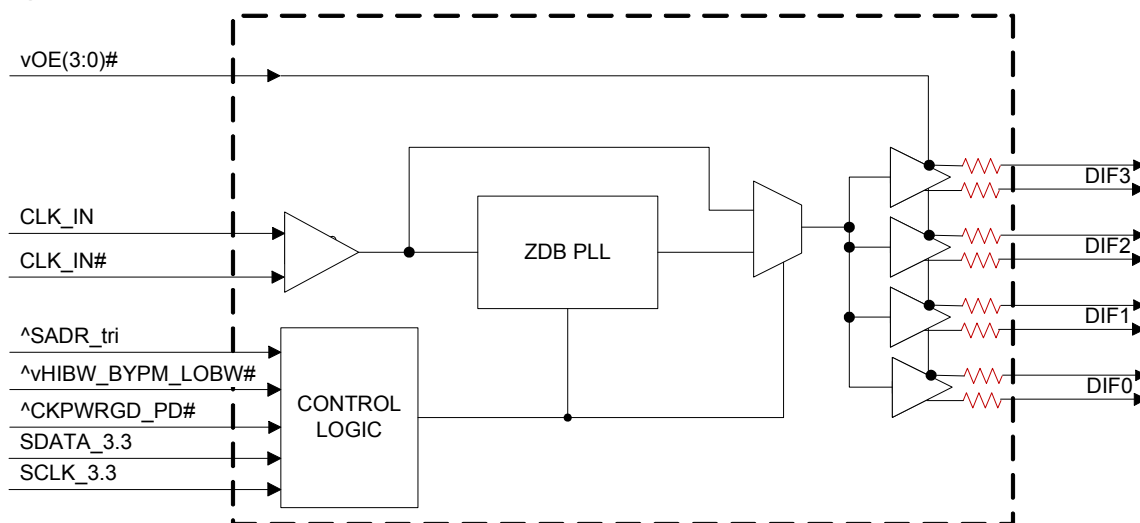 vOE(3:0)#
CLK_IN
CLK_IN#
ZDB PLL
DIF3
DIF2
DIF1
DIF0
^SADR_tri
^vHIBW_BYPM_LOBW#
^CKPWRGD_PD#
SDATA_3.3
SCLK_3.3
CONTROL
LOGIC